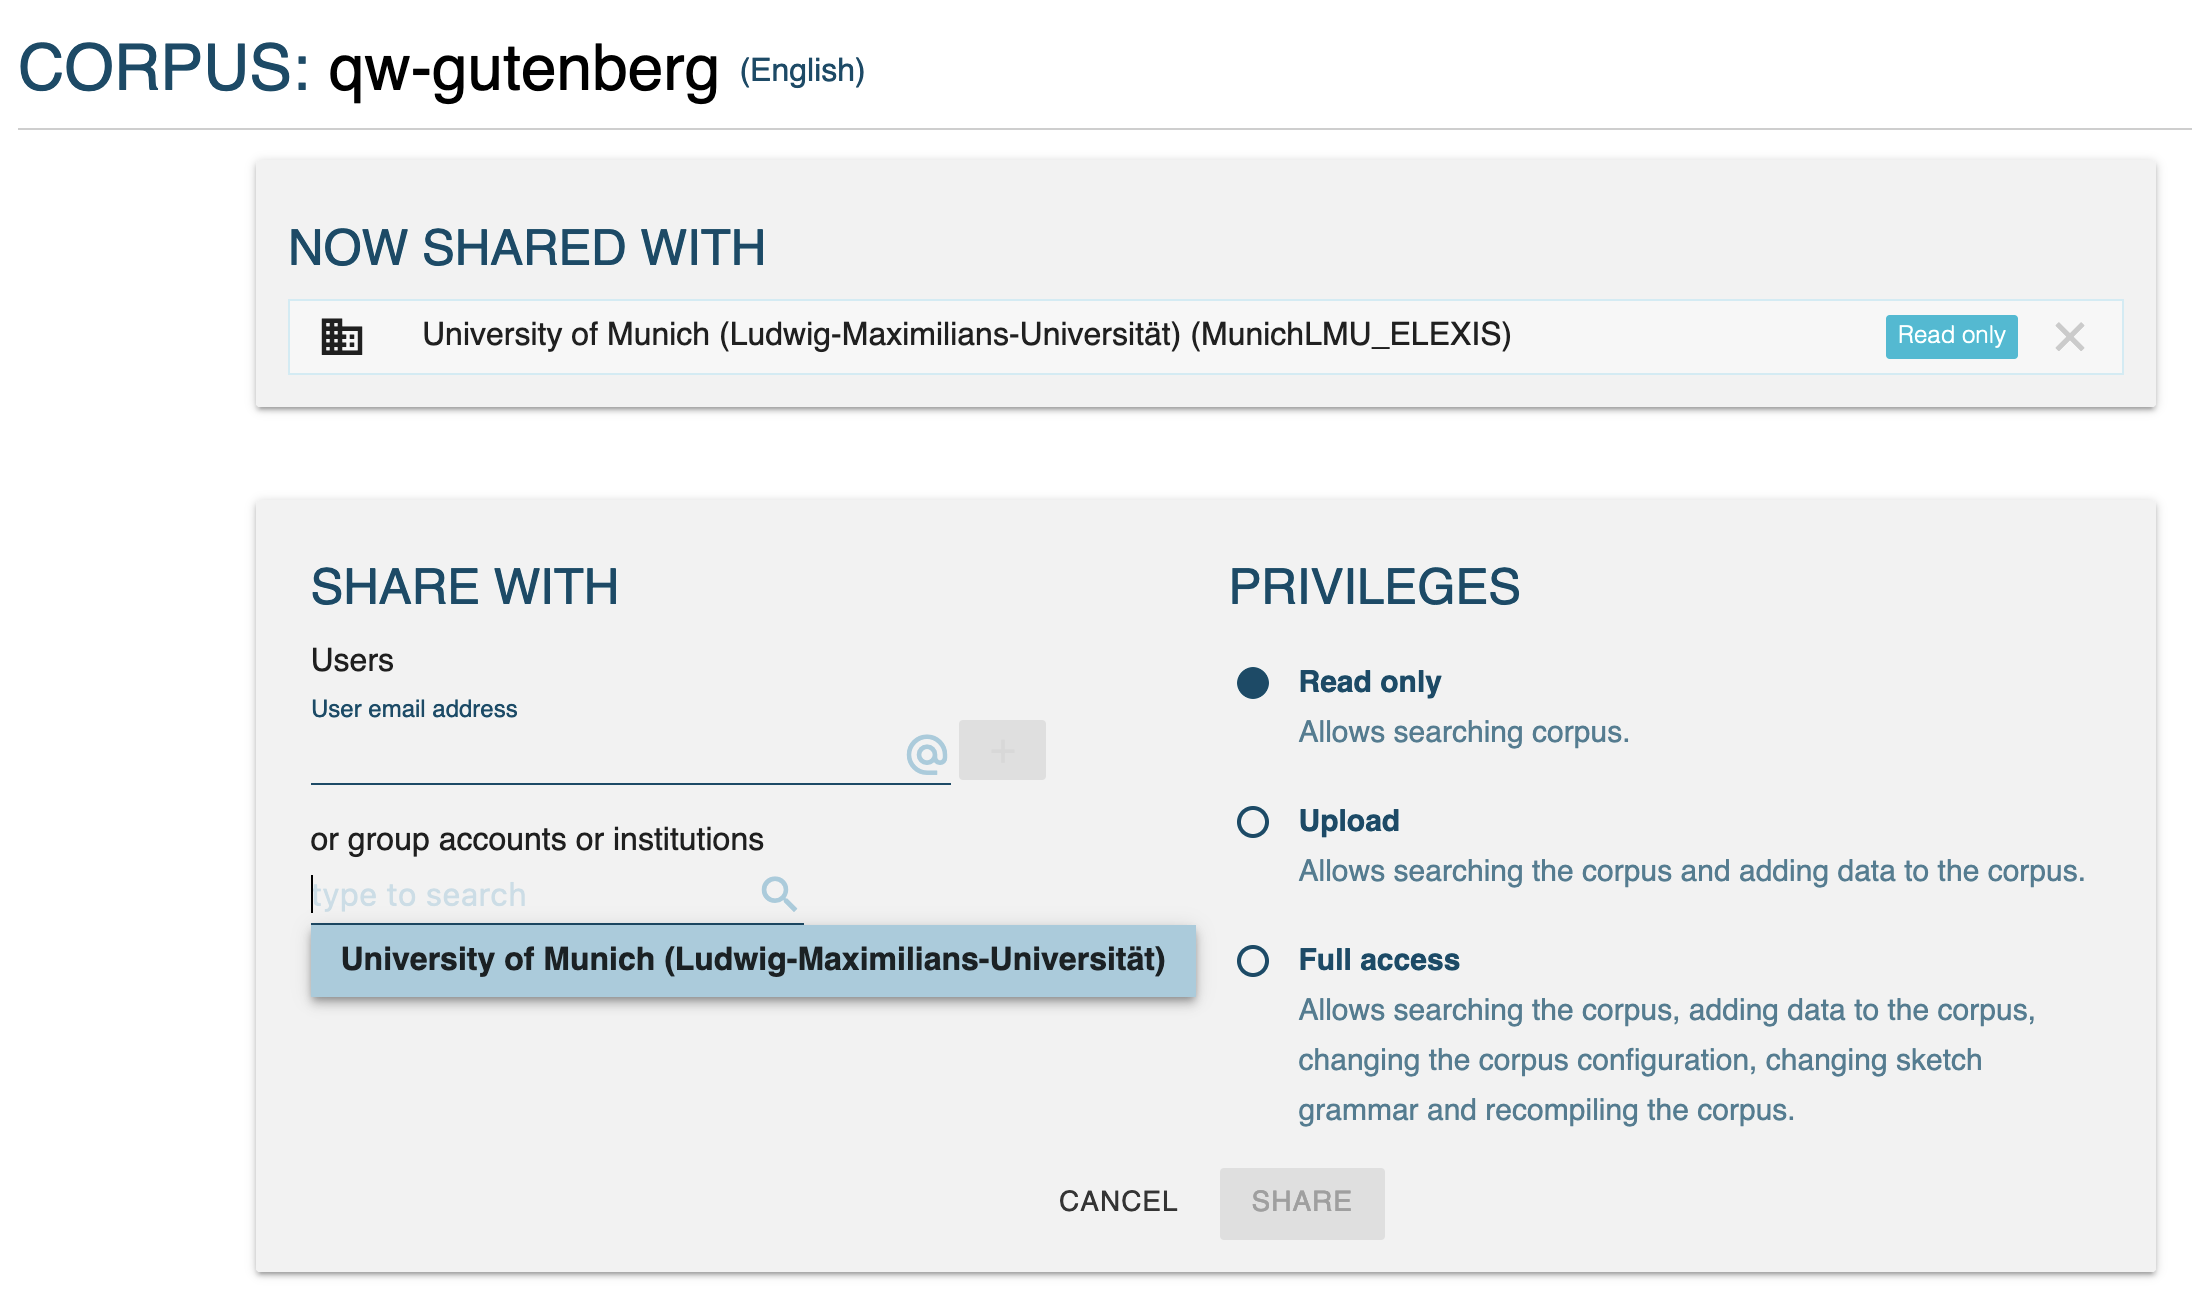 CORPUS: qw-gutenberg (English)
NOW SHARED WITH
University of Munich (Ludwig-Maximilians-Universität) (MunichLMU_ELEXIS) Read only
SHARE WITH
Users
User email address
@ +
or group accounts or institutions
type to search
University of Munich (Ludwig-Maximilians-Universität)
PRIVILEGES
Read only
Allows searching corpus.
Upload
Allows searching the corpus and adding data to the corpus.
Full access
Allows searching the corpus, adding data to the corpus,
changing the corpus configuration, changing sketch
grammar and recompiling the corpus.
CANCEL SHARE